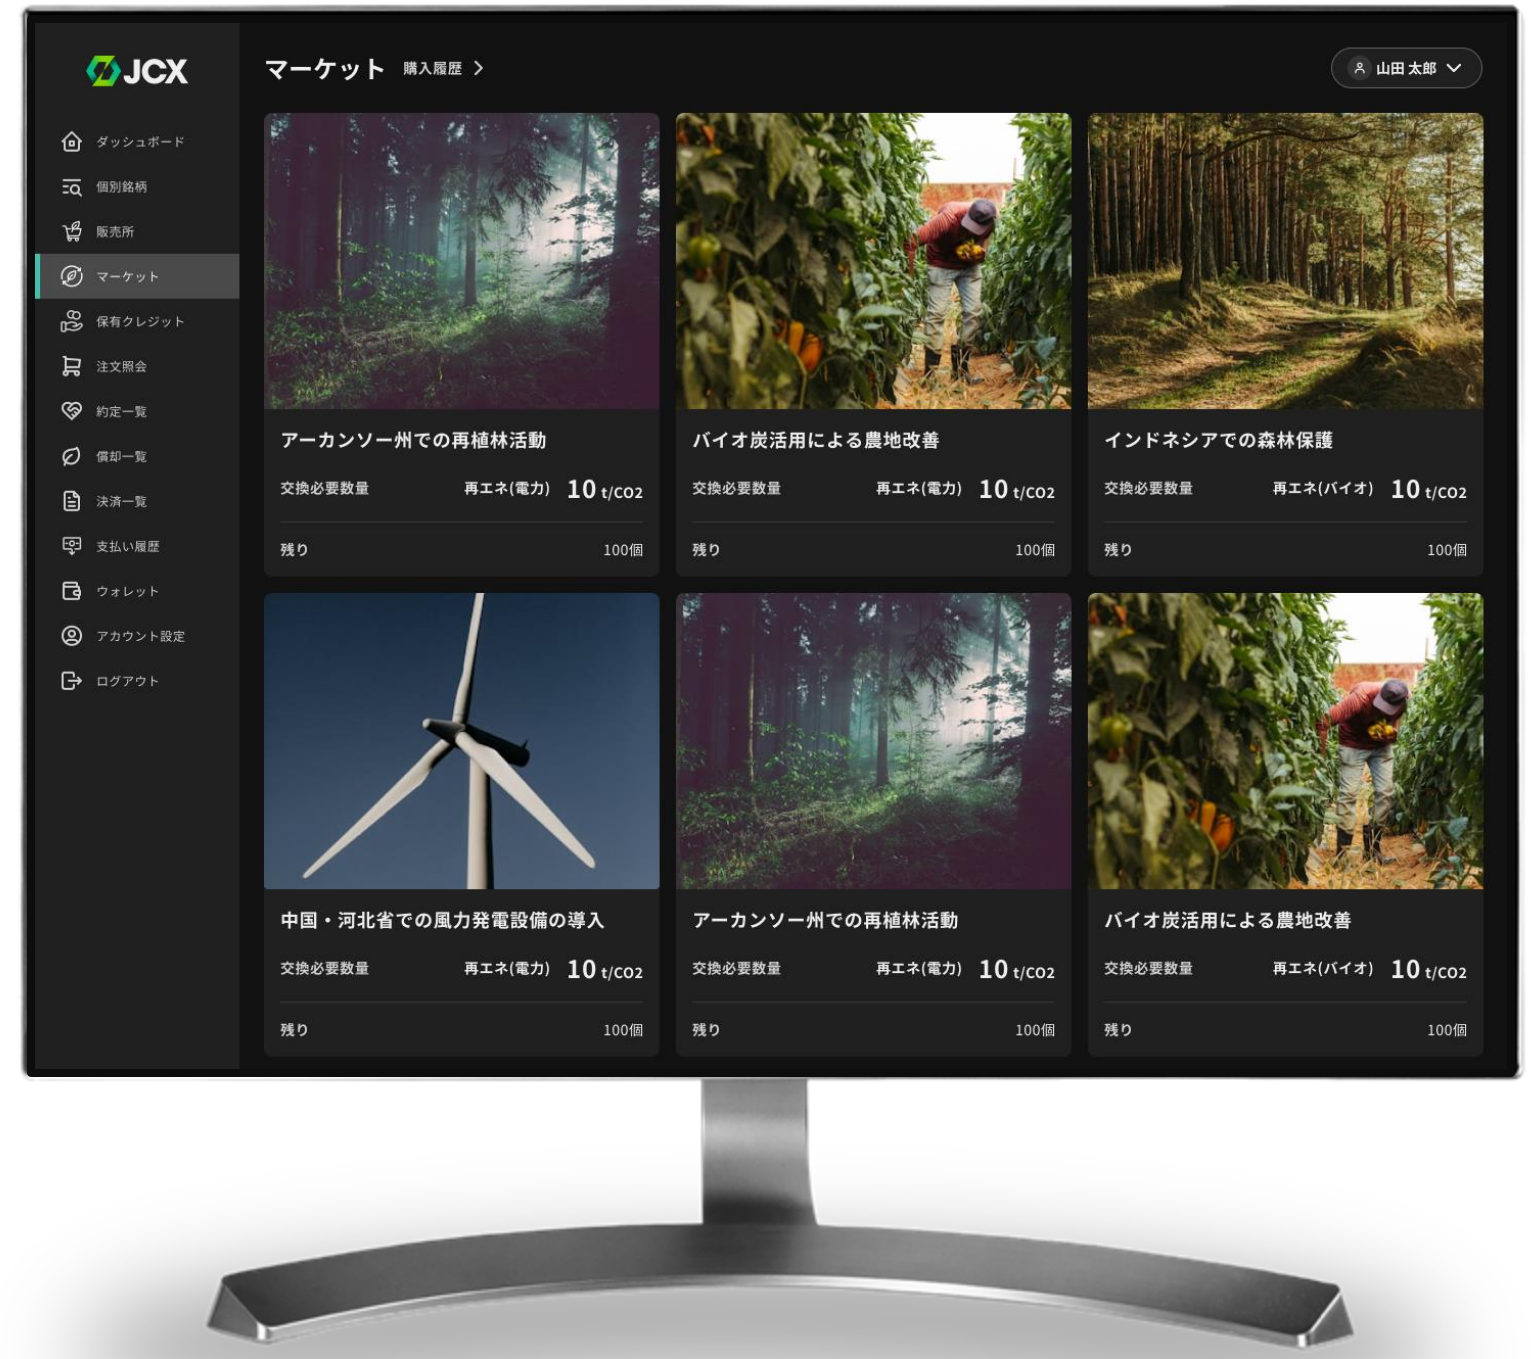 JCX
ダッシュボード
個別銘柄
販売所
マーケット
保有クレジット
注文照会
約定一覧
償却一覧
決済一覧
支払い履歴
ウォレット
アカウント設定
ログアウト
マーケット 購入履歴
山田 太郎
アーカンソー州での再植林活動
交換必要数量 再エネ(電力) 10 t/CO2
残り 100個
バイオ炭活用による農地改善
交換必要数量 再エネ(電力) 10 t/CO2
残り 100個
インドネシアでの森林保護
交換必要数量 再エネ(バイオ) 10 t/CO2
残り 100個
中国・河北省での風力発電設備の導入
交換必要数量 再エネ(電力) 10 t/CO2
残り 100個
アーカンソー州での再植林活動
交換必要数量 再エネ(電力) 10 t/CO2
残り 100個
バイオ炭活用による農地改善
交換必要数量 再エネ(バイオ) 10 t/CO2
残り 100個